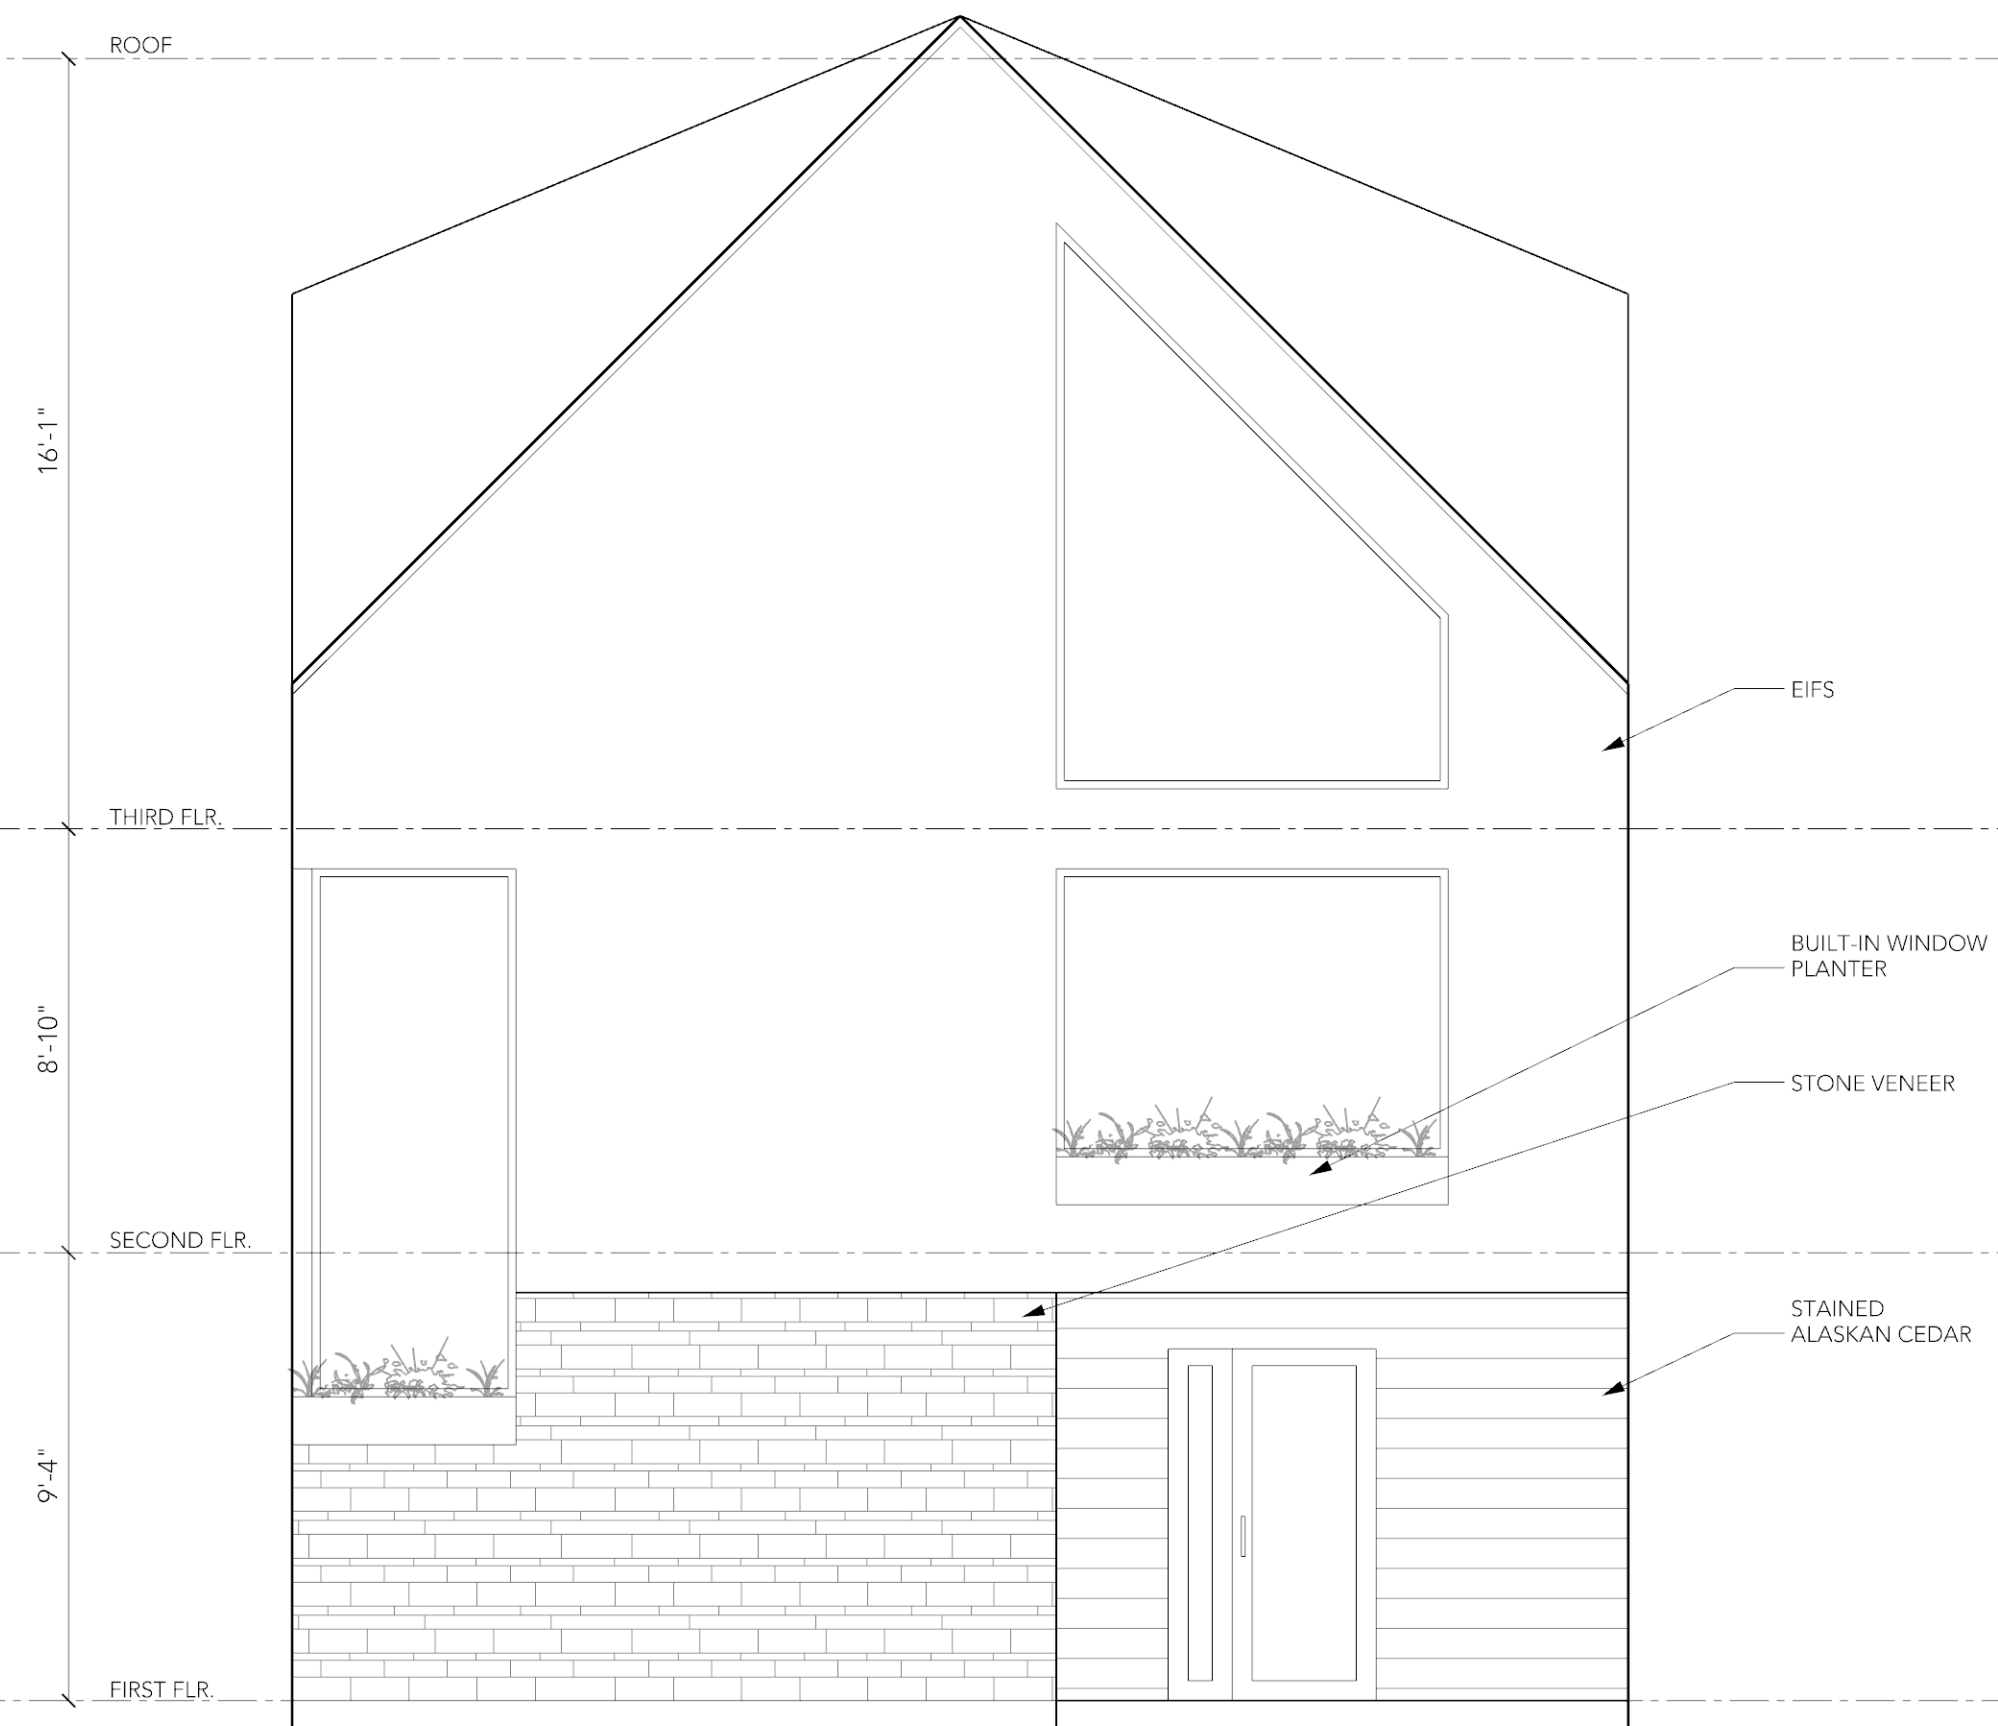 ROOF
16'-1"
EIFS
THIRD FLR.
BUILT-IN WINDOW
PLANTER
8'-10"
STONE VENEER
SECOND FLR.
STAINED
ALASKAN CEDAR
9'-4"
FIRST FLR.